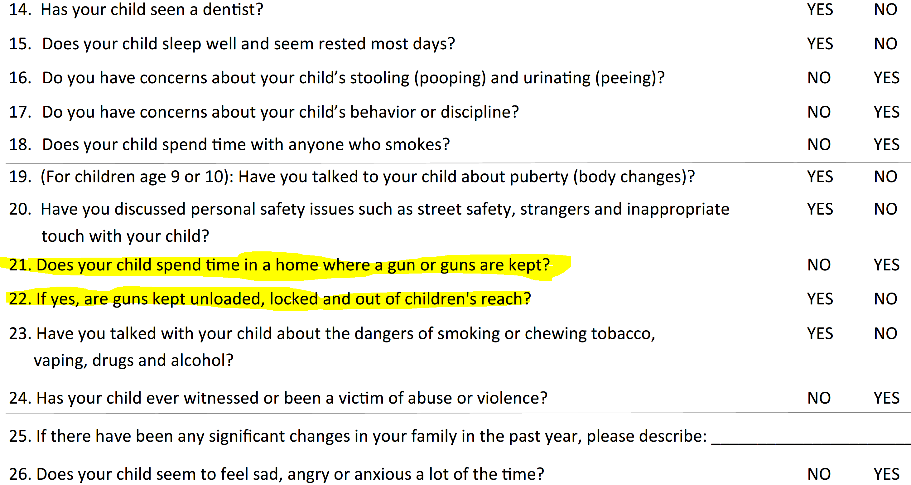 14. Has your child seen a dentist? YES NO
15. Does your child sleep well and seem rested most days? YES NO
16. Do you have concerns about your child's stooling (pooping) and urinating (peeing)? NO YES
17. Do you have concerns about your child's behavior or discipline? NO YES
18. Does your child spend time with anyone who smokes? NO YES
19. (For children age 9 or 10): Have you talked to your child about puberty (body changes)? YES NO
20. Have you discussed personal safety issues such as street safety, strangers and inappropriate YES NO
touch with your child?
21. Does your child spend time in a home where a gun or guns are kept? NO YES
22. If yes, are guns kept unloaded, locked and out of children's reach? YES NO
23. Have you talked with your child about the dangers of smoking or chewing tobacco, YES NO
vaping, drugs and alcohol?
24. Has your child ever witnessed or been a victim of abuse or violence? NO YES
25. If there have been any significant changes in your family in the past year, please describe:
26. Does your child seem to feel sad, angry or anxious a lot of the time? NO YES